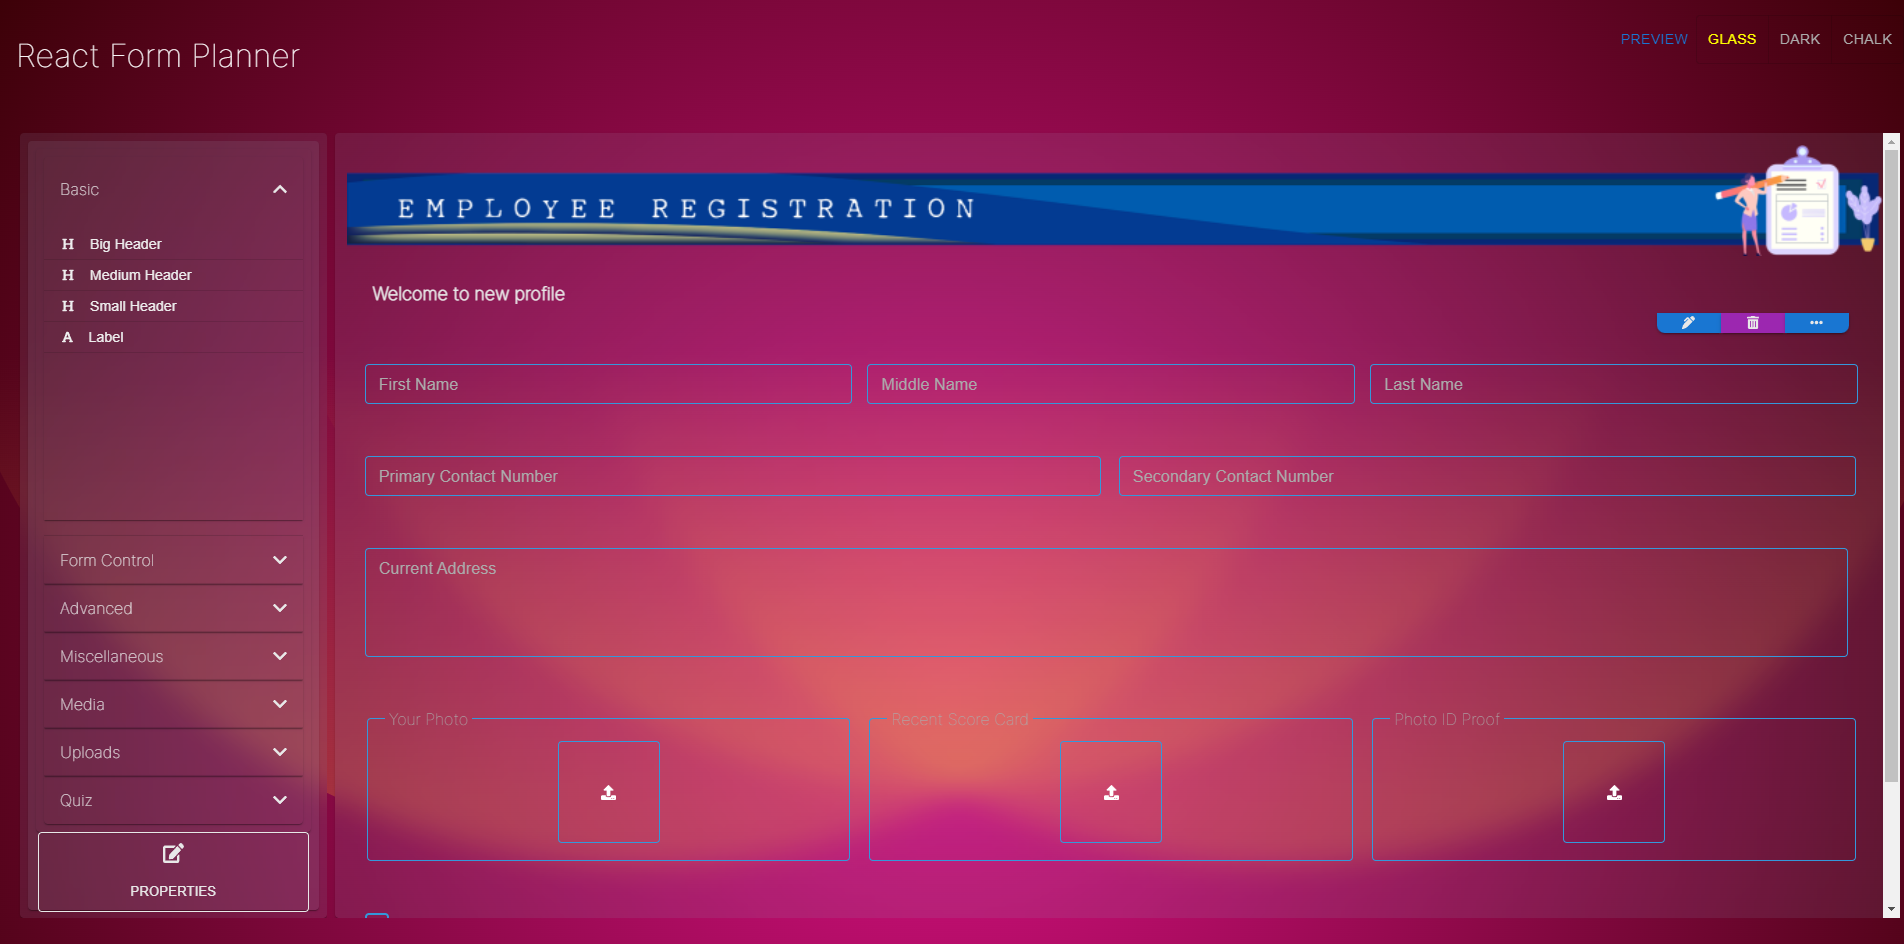 React Form Planner
PREVIEW GLASS DARK CHALK
Basic
H Big Header
H Medium Header
H Small Header
A Label
Form Control
Advanced
Miscellaneous
Media
Uploads
Quiz
PROPERTIES
EMPLOYEE REGISTRATION
Welcome to new profile
First Name Middle Name Last Name
Primary Contact Number Secondary Contact Number
Current Address
Your Photo Recent Score Card Photo ID Proof